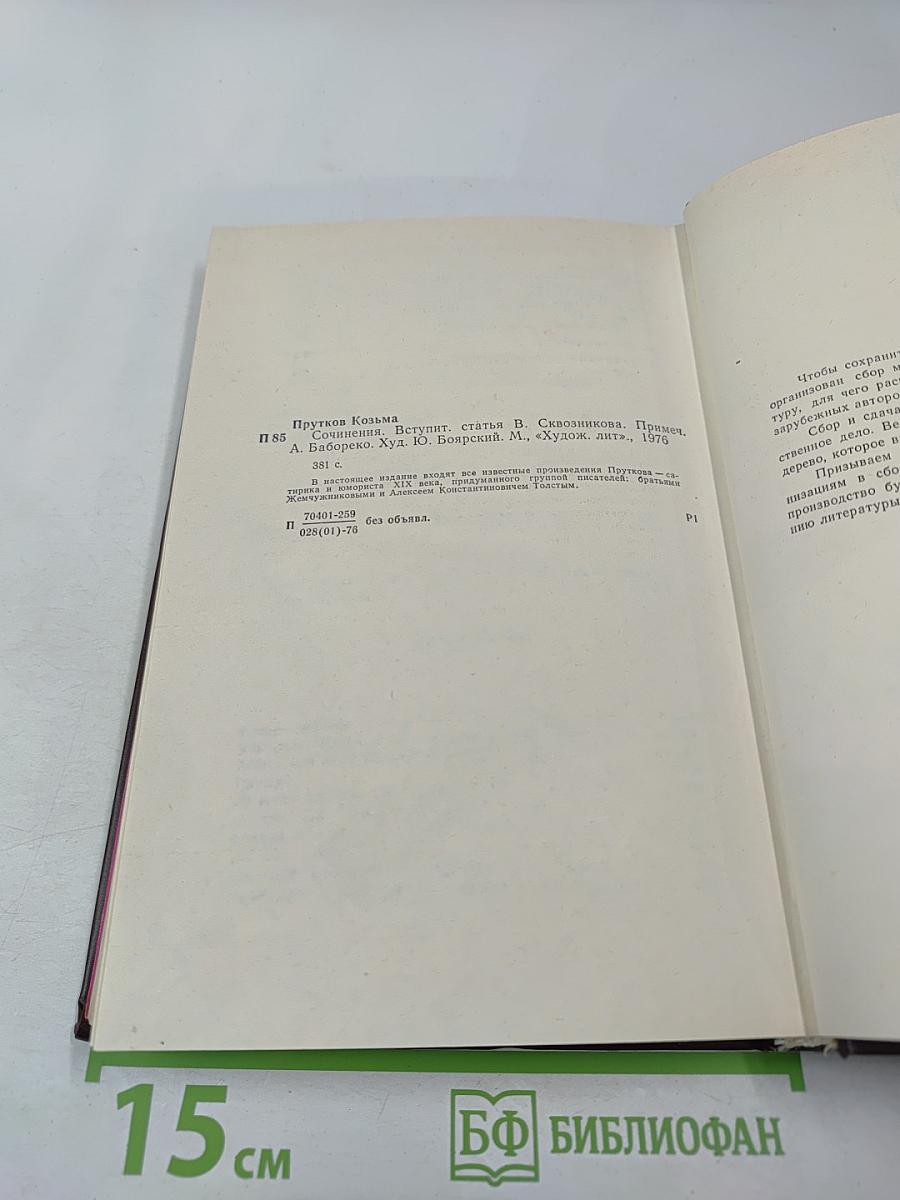 Прутков Козьма
П 85 Сочинения. Вступит. статья В. Сквозникова. Примеч.
А. Бабореко. Худ. Ю. Боярский. М., «Худож. лит»., 1976
381 с.
В настоящее издание входят все известные произведения Пруткова — са-
тирика и юмориста XIX века, придуманного группой писателей: братьями
Жемчужниковыми и Алексеем Константиновичем Толстым.
П 70401-259
028(01)-76 без объявл. Р1
Чтобы сохранит
организован сбор м
туру, для чего рас
зарубежных авторо
Сбор и сдача
ственное дело. Ве
дерево, которое в
Призываем
низациям в сбо
производство бу
нию литературы
15 см
БФ БИБЛИОФАН